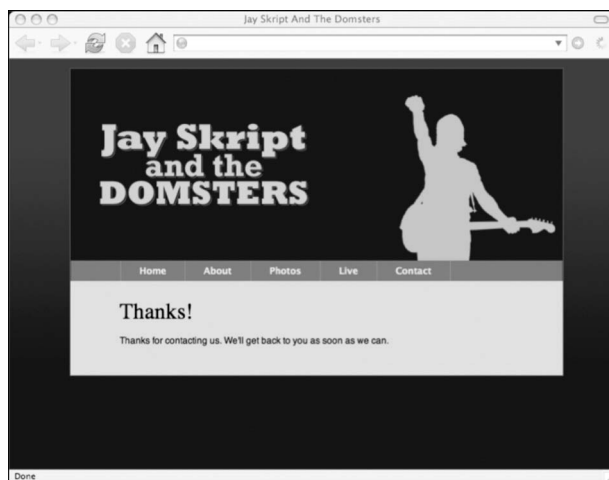 Jay Skript And The Domsters
Jay Skript
and the
DOMSTERS
Home About Photos Live Contact
Thanks!
Thanks for contacting us. We'll get back to you as soon as we can.
Done